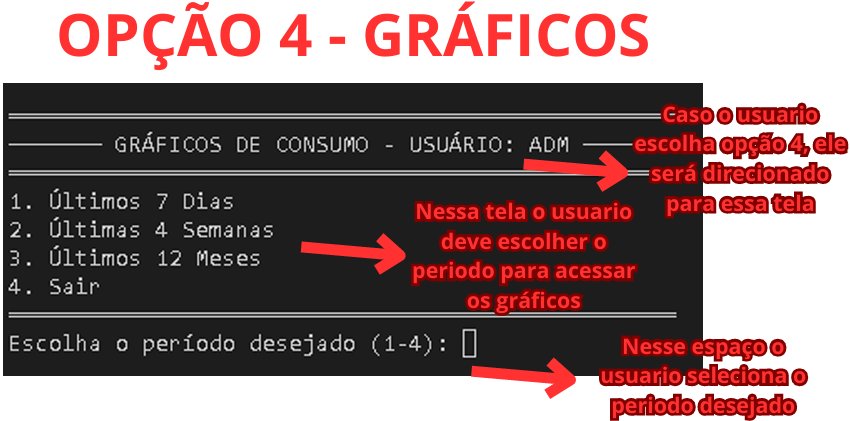 OPÇÃO 4 - GRÁFICOS
GRÁFICOS DE CONSUMO - USUÁRIO: ADM
Caso o usuario
escolha opção 4, ele
será direcionado
para essa tela
1. Últimos 7 Dias
2. Últimas 4 Semanas
3. Últimos 12 Meses
4. Sair
Nessa tela o usuario
deve escolher o
periodo para acessar
os gráficos
Escolha o período desejado (1-4):
Nesse espaço o
usuario seleciona o
periodo desejado